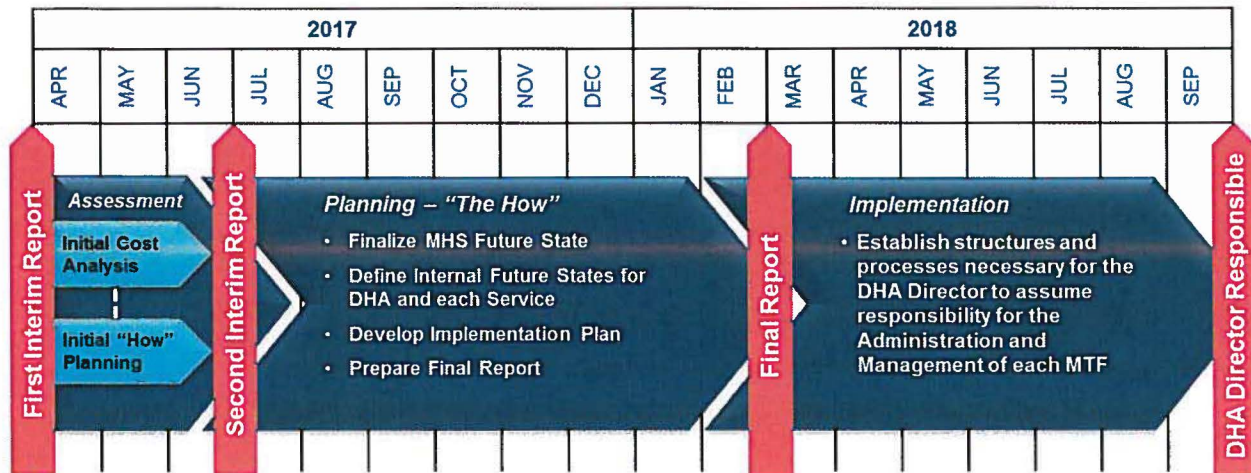 2017
2018
APR
MAY
JUN
JUL
AUG
SEP
OCT
NOV
DEC
JAN
FEB
MAR
APR
MAY
JUN
JUL
AUG
SEP
First Interim Report
Assessment
Initial Cost
Analysis
Initial "How"
Planning
Second Interim Report
Planning – "The How"
• Finalize MHS Future State
• Define Internal Future States for
DHA and each Service
• Develop Implementation Plan
• Prepare Final Report
Final Report
Implementation
• Establish structures and
processes necessary for the
DHA Director to assume
responsibility for the
Administration and
Management of each MTF
DHA Director Responsible